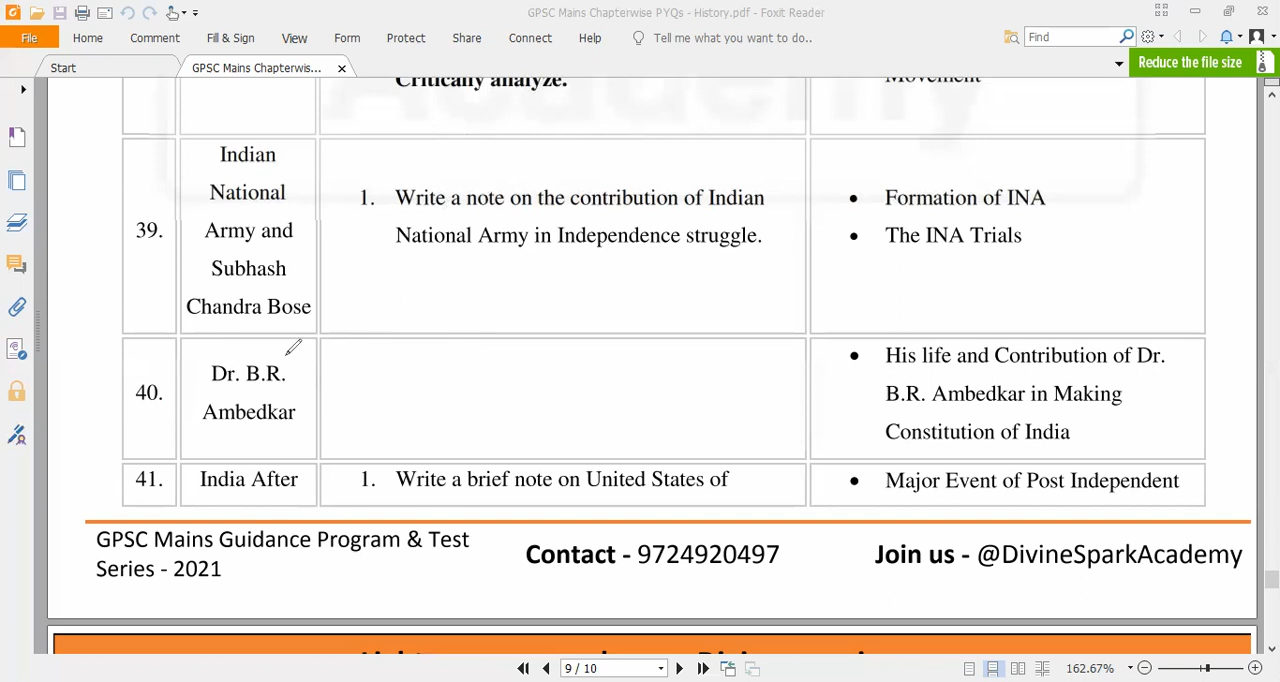 GPSC Mains Chapterwise PYQs - History.pdf - Foxit Reader
File Home Comment Fill & Sign View Form Protect Share Connect Help Tell me what you want to do.. Find
Start GPSC Mains Chapterwis... Reduce the file size
Academy
Critically analyze.
Movement
39.
Indian
National
Army and
Subhash
Chandra Bose
1. Write a note on the contribution of Indian
National Army in Independence struggle.
• Formation of INA
• The INA Trials
40.
Dr. B.R.
Ambedkar
• His life and Contribution of Dr.
B.R. Ambedkar in Making
Constitution of India
41.
India After
1. Write a brief note on United States of
• Major Event of Post Independent
GPSC Mains Guidance Program & Test
Series - 2021
Contact - 9724920497
Join us - @DivineSparkAcademy
9 / 10
162.67%